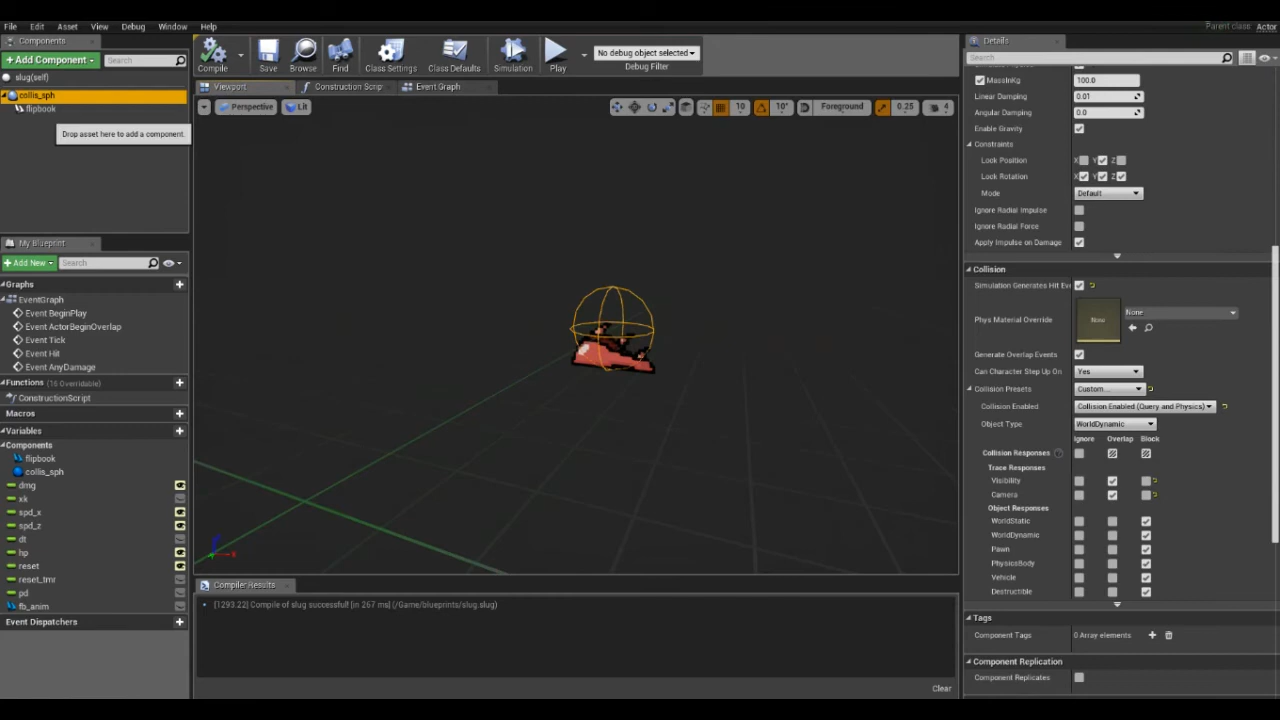 File Edit Asset View Debug Window Help
Parent class: Actor
Components
+ Add Component Search
slug(self)
collis_sph
flipbook
Drop asset here to add a component.
Compile Save Browse Find Class Settings Class Defaults Simulation Play
No debug object selected
Debug Filter
Viewport Construction Scrip Event Graph
Perspective Lit
10 10° Foreground 0.25 4
My Blueprint
+ Add New Search
Graphs
EventGraph
Event BeginPlay
Event ActorBeginOverlap
Event Tick
Event Hit
Event AnyDamage
Functions (16 Overridable)
ConstructionScript
Macros
Variables
Components
flipbook
collis_sph
dmg
xk
spd_x
spd_z
dt
hp
reset
reset_tmr
pd
fb_anim
Event Dispatchers
Compiler Results
[1293.22] Compile of slug successful! [in 267 ms] (/Game/blueprints/slug.slug)
Clear
Details
Search
MassInKg 100.0
Linear Damping 0.01
Angular Damping 0.0
Enable Gravity
Constraints
Lock Position X Y Z
Lock Rotation X Y Z
Mode Default
Ignore Radial Impulse
Ignore Radial Force
Apply Impulse on Damage
Collision
Simulation Generates Hit Eve
Phys Material Override None None
Generate Overlap Events
Can Character Step Up On Yes
Collision Presets Custom...
Collision Enabled Collision Enabled (Query and Physics)
Object Type WorldDynamic
Ignore Overlap Block
Collision Responses
Trace Responses
Visibility
Camera
Object Responses
WorldStatic
WorldDynamic
Pawn
PhysicsBody
Vehicle
Destructible
Tags
Component Tags 0 Array elements
Component Replication
Component Replicates